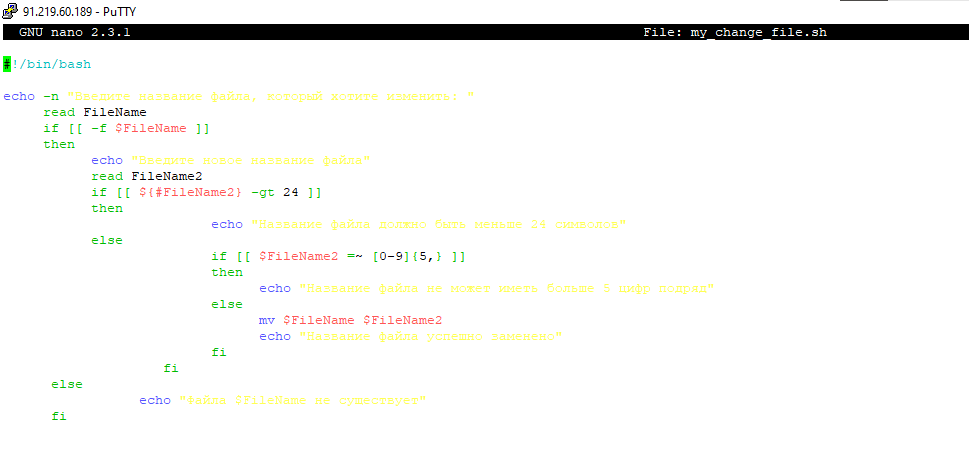 91.219.60.189 - PuTTY
GNU nano 2.3.1 File: my_change_file.sh
#!/bin/bash
echo -n "Введите название файла, который хотите изменить: "
read FileName
if [[ -f $FileName ]]
then
echo "Введите новое название файла"
read FileName2
if [[ ${#FileName2} -gt 24 ]]
then
echo "Название файла должно быть меньше 24 символов"
else
if [[ $FileName2 =~ [0-9]{5,} ]]
then
echo "Название файла не может иметь больше 5 цифр подряд"
else
mv $FileName $FileName2
echo "Название файла успешно заменено"
fi
fi
else
echo "Файла $FileName не существует"
fi